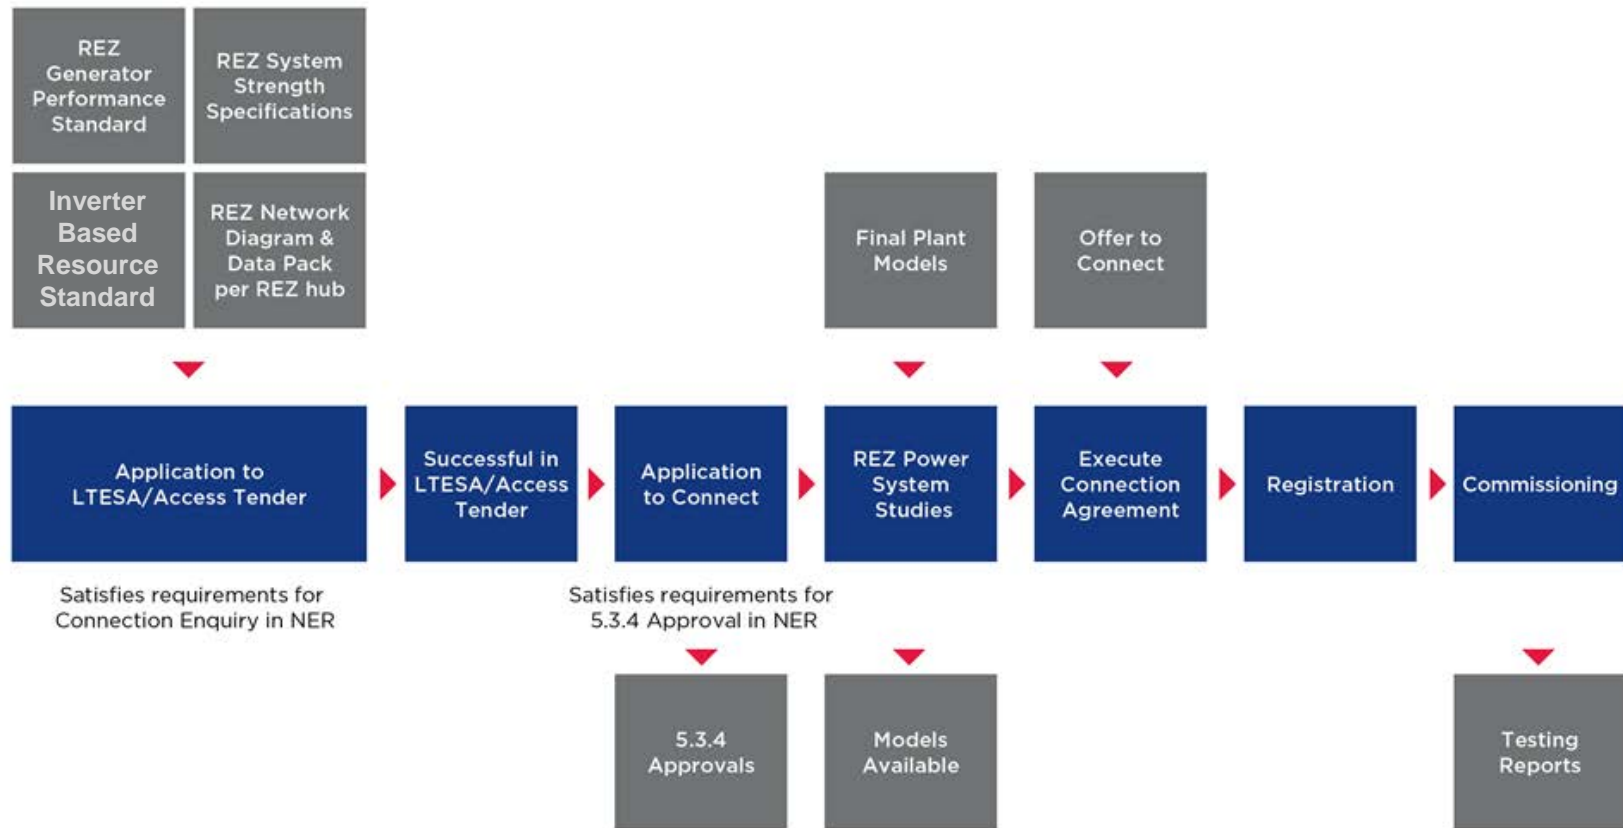 REZ
Generator
Performance
Standard
REZ System
Strength
Specifications
Inverter
Based
Resource
Standard
REZ Network
Diagram &
Data Pack
per REZ hub
Final Plant
Models
Offer to
Connect
Application to
LTESA/Access Tender
Successful in
LTESA/Access
Tender
Application
to Connect
REZ Power
System
Studies
Execute
Connection
Agreement
Registration
Commissioning
Satisfies requirements for
Connection Enquiry in NER
Satisfies requirements for
5.3.4 Approval in NER
5.3.4
Approvals
Models
Available
Testing
Reports